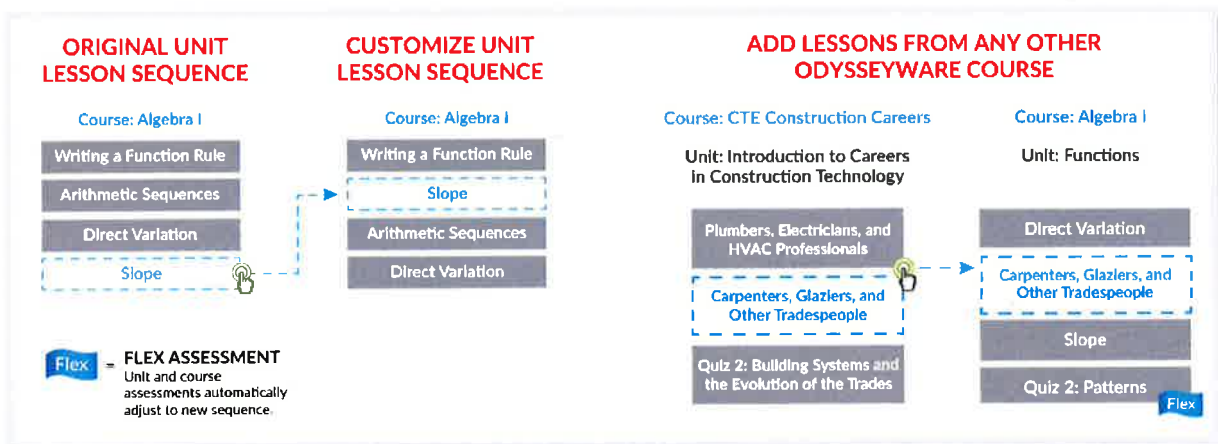 ORIGINAL UNIT
LESSON SEQUENCE
Course: Algebra I
Writing a Function Rule
Arithmetic Sequences
Direct Variation
Slope
CUSTOMIZE UNIT
LESSON SEQUENCE
Course: Algebra I
Writing a Function Rule
Slope
Arithmetic Sequences
Direct Variation
Flex
= FLEX ASSESSMENT
Unit and course
assessments automatically
adjust to new sequence.
ADD LESSONS FROM ANY OTHER
ODYSSEYWARE COURSE
Course: CTE Construction Careers
Unit: Introduction to Careers
in Construction Technology
Plumbers, Electricians, and
HVAC Professionals
Carpenters, Glaziers, and
Other Tradespeople
Quiz 2: Building Systems and
the Evolution of the Trades
Course: Algebra I
Unit: Functions
Direct Variation
Carpenters, Glaziers, and
Other Tradespeople
Slope
Quiz 2: Patterns
Flex